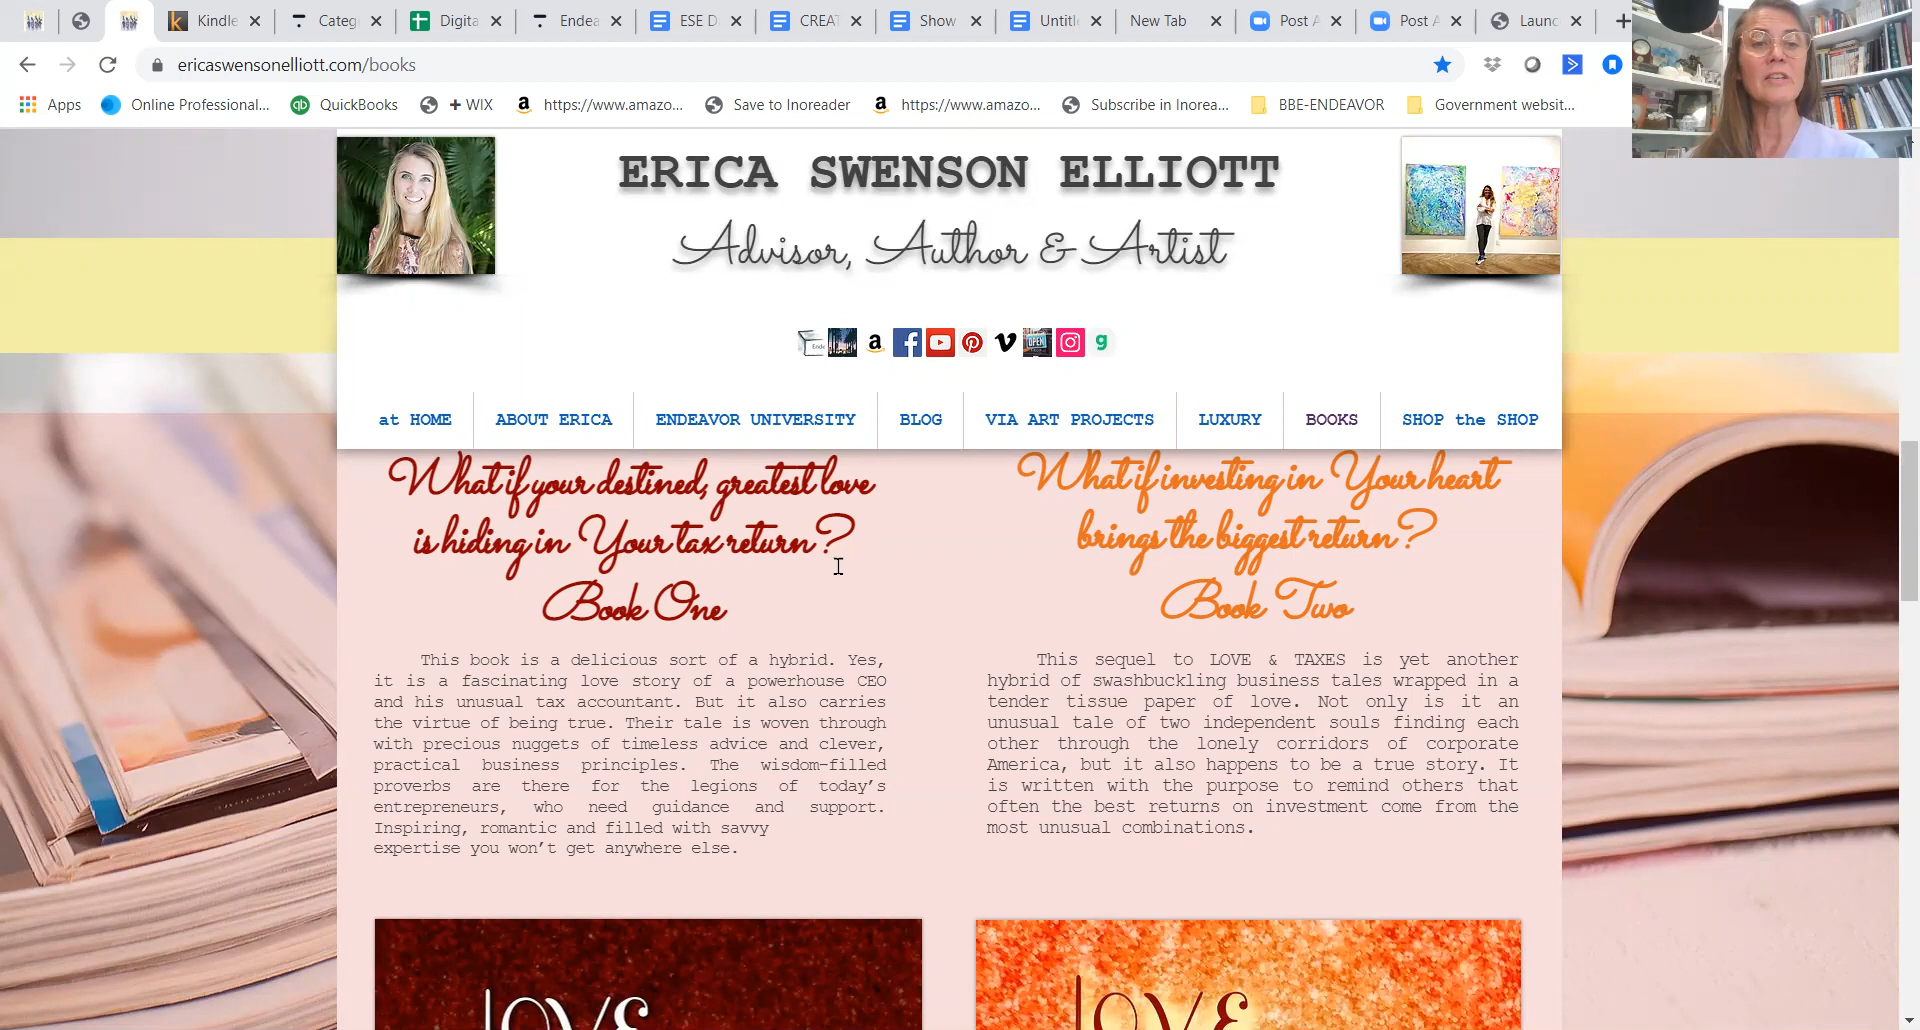 Kindle
Categ
Digita
Endea
ESE D
CREAT
Show
Untitl
New Tab
Post A
Post A
Launc
ericaswensonelliott.com/books
Apps
Online Professional...
QuickBooks
+ WIX
https://www.amazo...
Save to Inoreader
https://www.amazo...
Subscribe in Inorea...
BBE-ENDEAVOR
Government websit...
ERICA SWENSON ELLIOTT
Advisor, Author & Artist
OPEN
at HOME
ABOUT ERICA
ENDEAVOR UNIVERSITY
BLOG
VIA ART PROJECTS
LUXURY
BOOKS
SHOP the SHOP
What if your destined, greatest love
is hiding in Your tax return?
Book One
This book is a delicious sort of a hybrid. Yes,
it is a fascinating love story of a powerhouse CEO
and his unusual tax accountant. But it also carries
the virtue of being true. Their tale is woven through
with precious nuggets of timeless advice and clever,
practical business principles. The wisdom-filled
proverbs are there for the legions of today's
entrepreneurs, who need guidance and support.
Inspiring, romantic and filled with savvy
expertise you won't get anywhere else.
What if investing in Your heart
brings the biggest return?
Book Two
This sequel to LOVE & TAXES is yet another
hybrid of swashbuckling business tales wrapped in a
tender tissue paper of love. Not only is it an
unusual tale of two independent souls finding each
other through the lonely corridors of corporate
America, but it also happens to be a true story. It
is written with the purpose to remind others that
often the best returns on investment come from the
most unusual combinations.
LOVE
LOVE